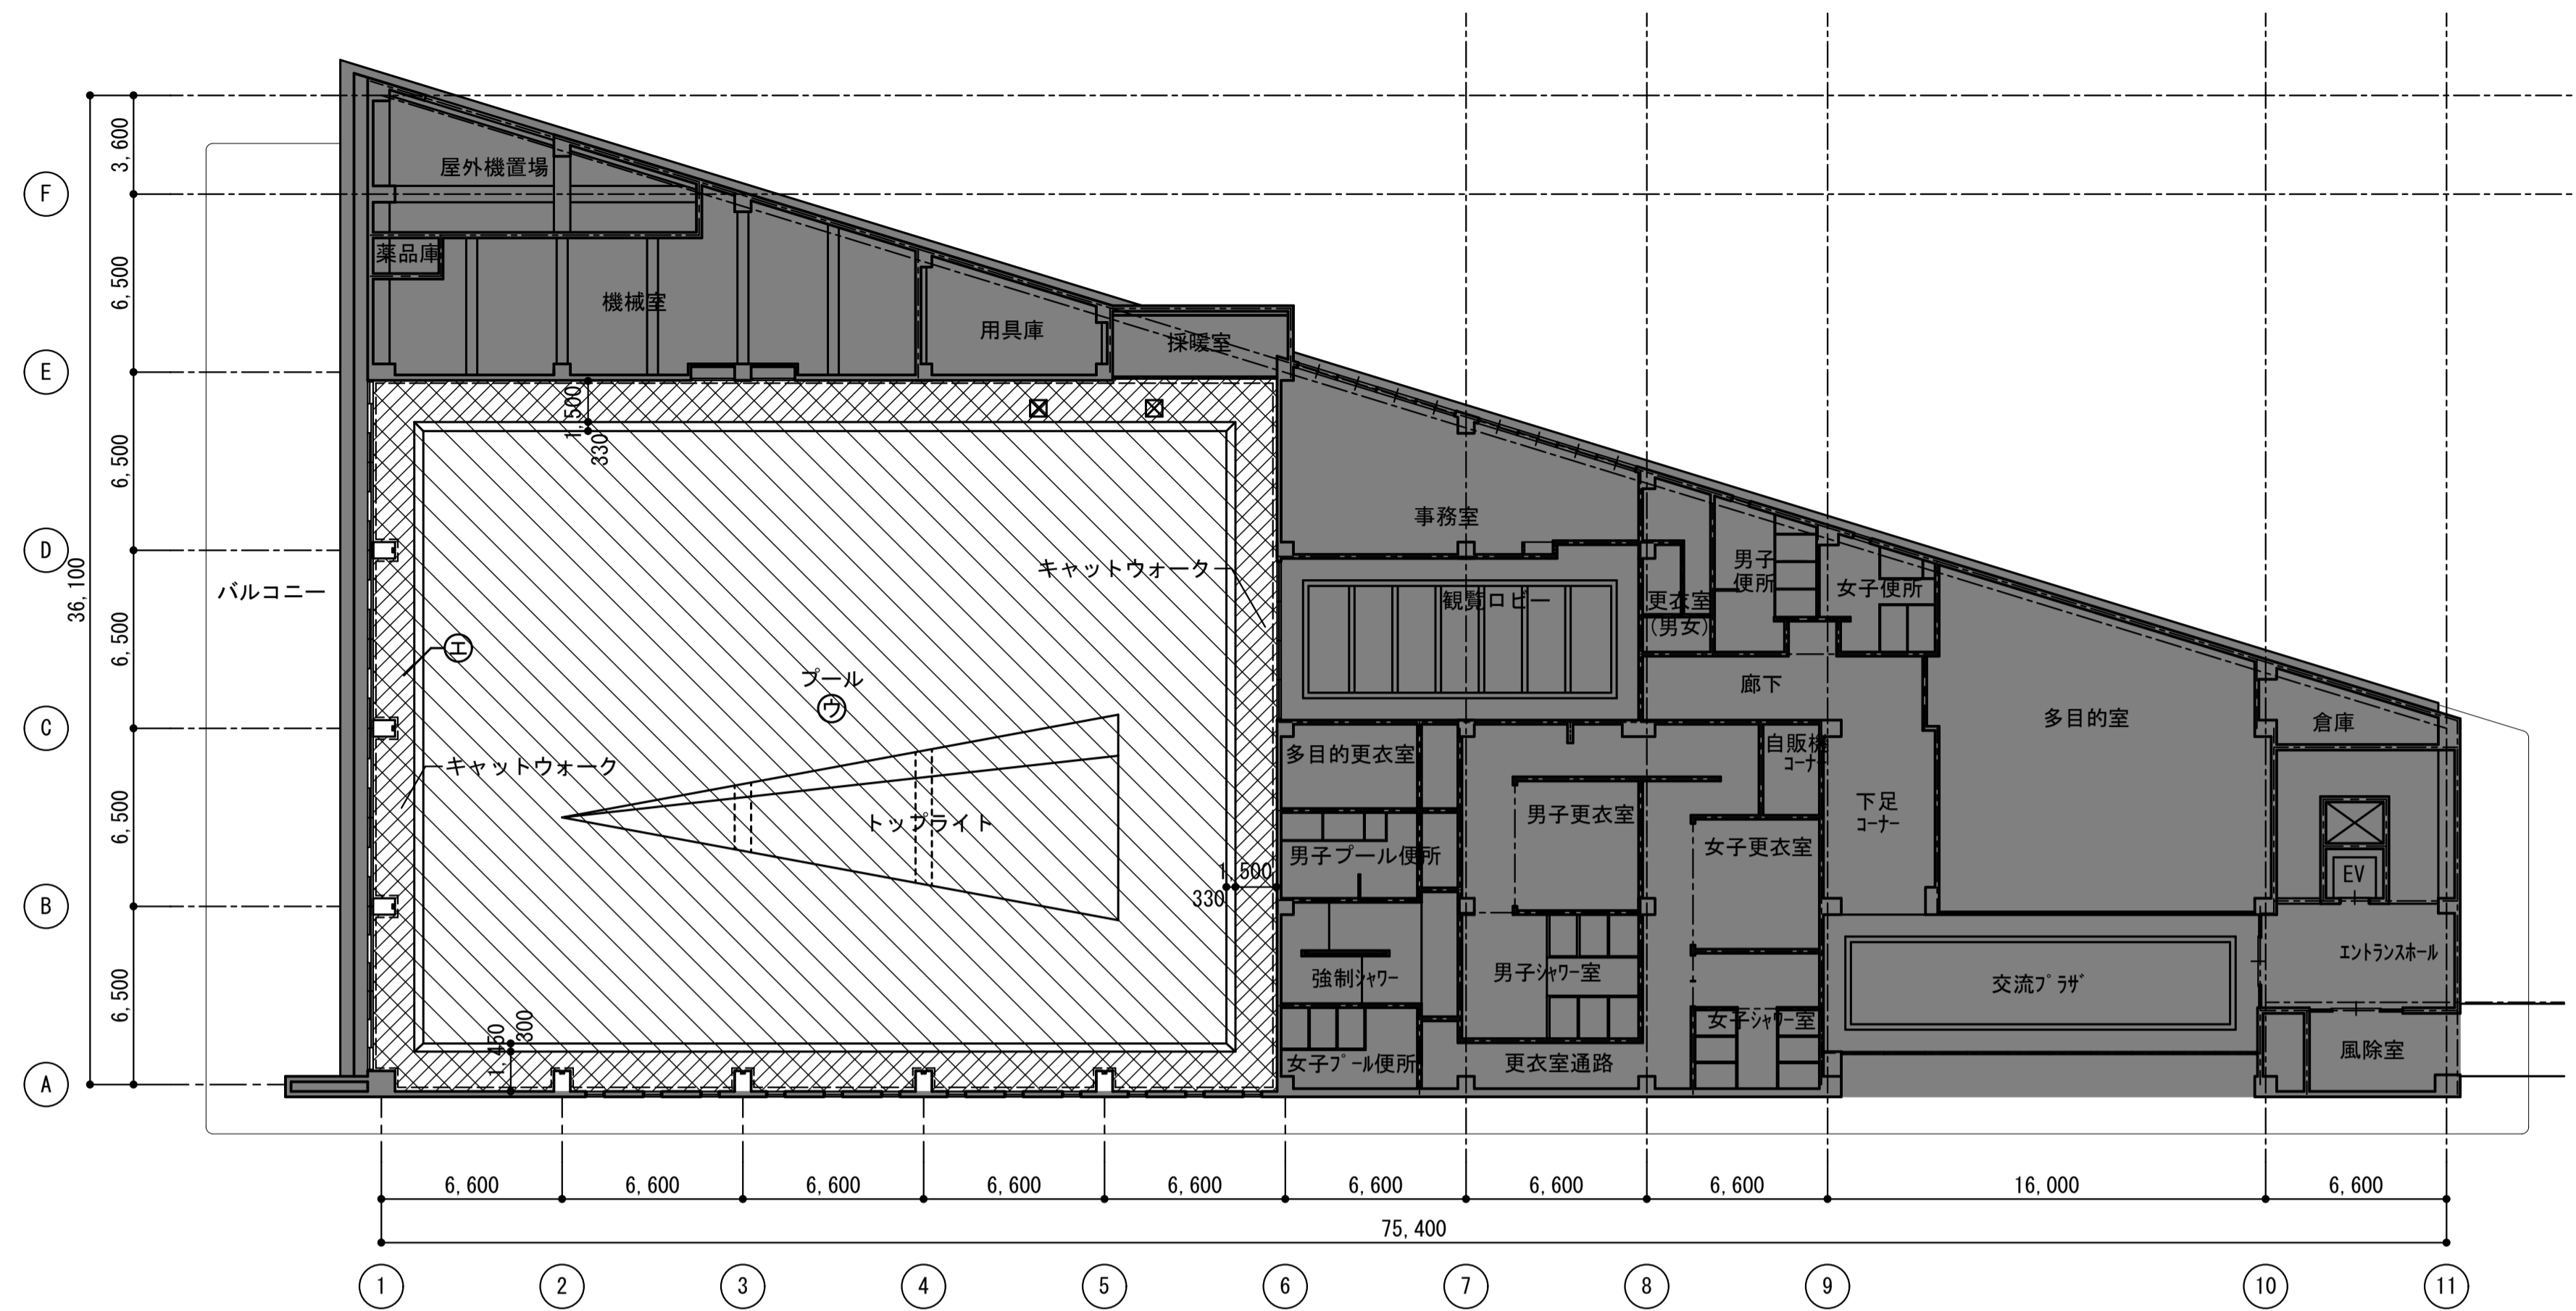 3,600
屋外機置場
F
薬品庫
6,500
機械室
用具庫
採暖室
E
1,500
330
6,500
事務室
D
キャットウォーク
男子
便所
女子便所
バルコニー
36,100
観覧ロビー
更衣室
(男女)
6,500
エ
プール
ウ
廊下
C
多目的室
倉庫
多目的更衣室
自販機
コーナー
キャットウォーク
トップライト
6,500
男子更衣室
下足
コーナー
女子更衣室
男子プール便所
1,500
330
EV
B
6,500
強制シャワー
男子シャワー室
交流プラザ
エントランスホール
1,450
300
女子シャワー室
女子プール便所
更衣室通路
風除室
A
6,600
6,600
6,600
6,600
6,600
6,600
6,600
6,600
16,000
6,600
75,400
1
2
3
4
5
6
7
8
9
10
11